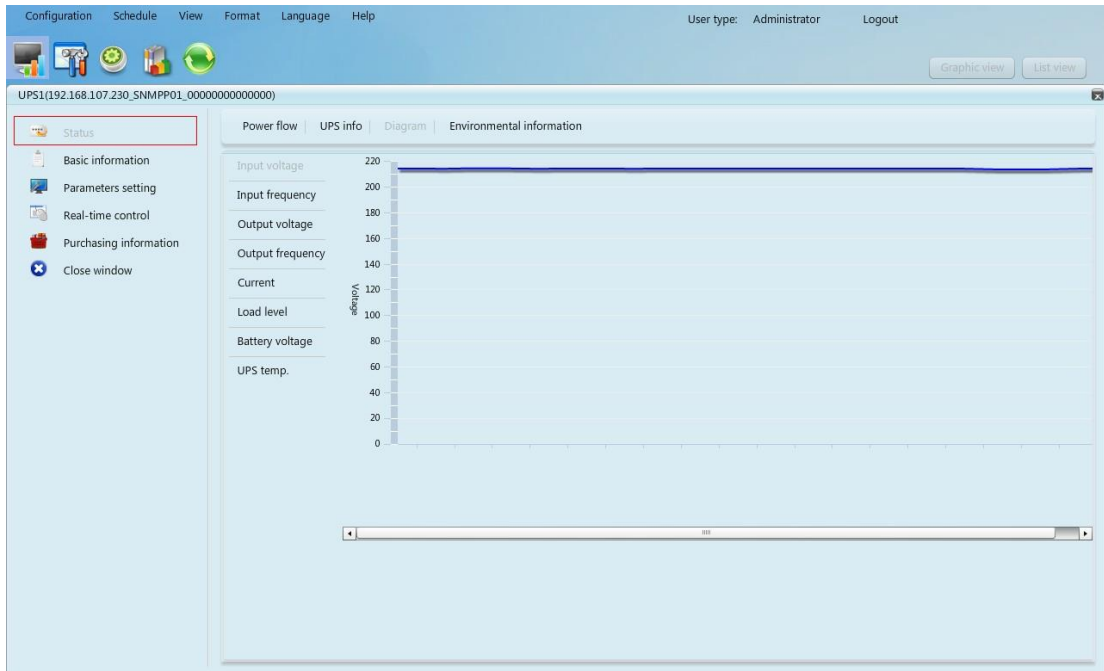 Configuration Schedule View Format Language Help User type: Administrator Logout
Graphic view List view
UPS1(192.168.107.230_SNMPP01_00000000000000)
Status
Basic information
Parameters setting
Real-time control
Purchasing information
Close window
Power flow UPS info Diagram Environmental information
Input voltage
Input frequency
Output voltage
Output frequency
Current
Load level
Battery voltage
UPS temp.
Voltage
220
200
180
160
140
120
100
80
60
40
20
0